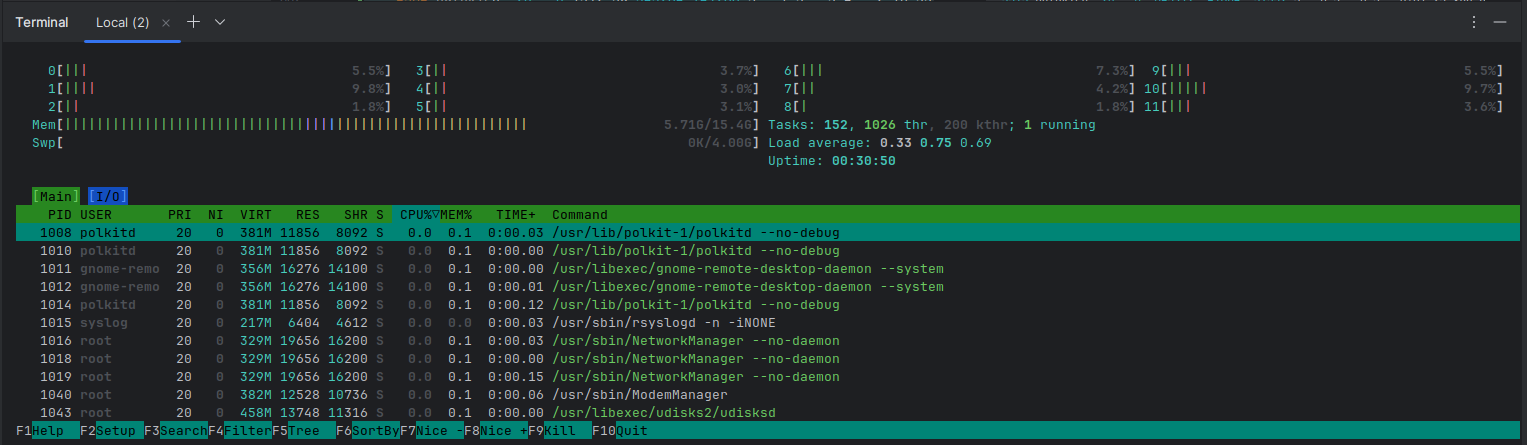 Terminal Local (2) × + 
0[||| 5.5%] 3[|| 3.7%] 6[||| 7.3%] 9[||| 5.5%]
1[|||| 9.8%] 4[|| 3.0%] 7[|| 4.2%] 10[||||| 9.7%]
2[|| 1.8%] 5[|| 3.1%] 8[| 1.8%] 11[||| 3.6%]
Mem[|||||||||||||||||||||||||||||||||||||||||||||||||||||||||| 5.71G/15.4G] Tasks: 152, 1026 thr, 200 kthr; 1 running
Swp[ 0K/4.00G] Load average: 0.33 0.75 0.69
Uptime: 00:30:50
[Main] [I/O]
PID USER PRI NI VIRT RES SHR S CPU%▽MEM% TIME+ Command
1008 polkitd 20 0 381M 11856 8092 S 0.0 0.1 0:00.03 /usr/lib/polkit-1/polkitd --no-debug
1010 polkitd 20 0 381M 11856 8092 S 0.0 0.1 0:00.00 /usr/lib/polkit-1/polkitd --no-debug
1011 gnome-remo 20 0 356M 16276 14100 S 0.0 0.1 0:00.00 /usr/libexec/gnome-remote-desktop-daemon --system
1012 gnome-remo 20 0 356M 16276 14100 S 0.0 0.1 0:00.01 /usr/libexec/gnome-remote-desktop-daemon --system
1014 polkitd 20 0 381M 11856 8092 S 0.0 0.1 0:00.12 /usr/lib/polkit-1/polkitd --no-debug
1015 syslog 20 0 217M 6404 4612 S 0.0 0.0 0:00.03 /usr/sbin/rsyslogd -n -iNONE
1016 root 20 0 329M 19656 16200 S 0.0 0.1 0:00.03 /usr/sbin/NetworkManager --no-daemon
1018 root 20 0 329M 19656 16200 S 0.0 0.1 0:00.00 /usr/sbin/NetworkManager --no-daemon
1019 root 20 0 329M 19656 16200 S 0.0 0.1 0:00.15 /usr/sbin/NetworkManager --no-daemon
1040 root 20 0 382M 12528 10736 S 0.0 0.1 0:00.06 /usr/sbin/ModemManager
1043 root 20 0 458M 13748 11316 S 0.0 0.1 0:00.00 /usr/libexec/udisks2/udisksd
F1Help F2Setup F3SearchF4FilterF5Tree F6SortByF7Nice -F8Nice +F9Kill F10Quit